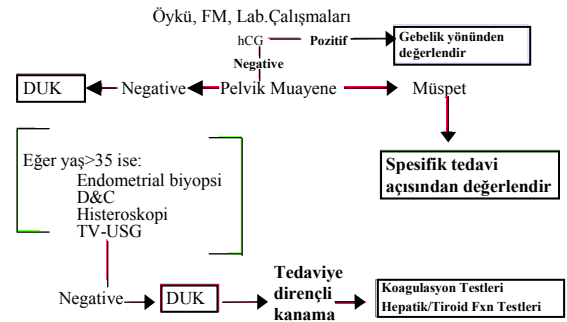 Öykü, FM, Lab.Çalışmaları
hCG Pozitif Gebelik yönünden
değerlendir
Negative
DUK Negative Pelvik Muayene Müspet
Eğer yaş>35 ise:
Endometrial biyopsi
D&C
Histeroskopi
TV-USG
Spesifik tedavi
açısından değerlendir
Negative DUK Tedaviye
dirençli
kanama
Koagulasyon Testleri
Hepatik/Tiroid Fxn Testleri